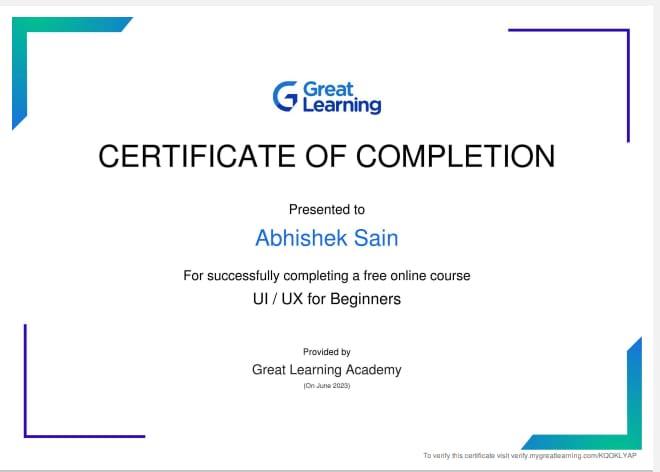 Great
Learning
CERTIFICATE OF COMPLETION
Presented to
Abhishek Sain
For successfully completing a free online course
UI / UX for Beginners
Provided by
Great Learning Academy
(On June 2023)
To verify this certificate visit verify.mygreatlearning.com/KQOKLYAP